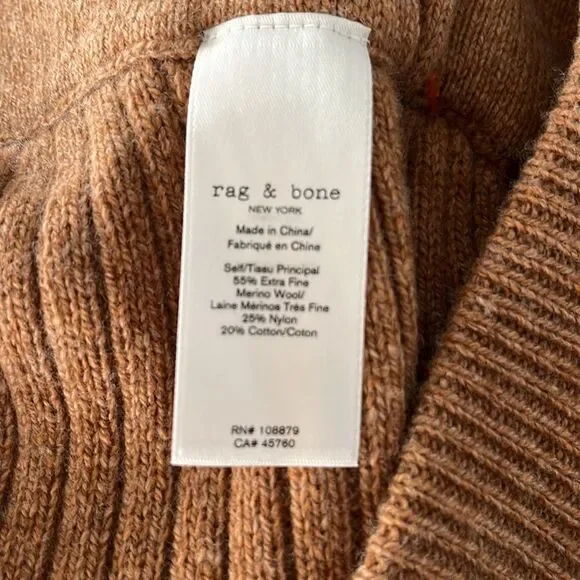 rag & bone
NEW YORK
Made in China/
Fabriqué en Chine
Self/Tissu Principal
55% Extra Fine
Merino Wool/
Laine Mérinos Trés Fine
25% Nylon
20% Cotton/Coton
RN# 108879
CA# 45760